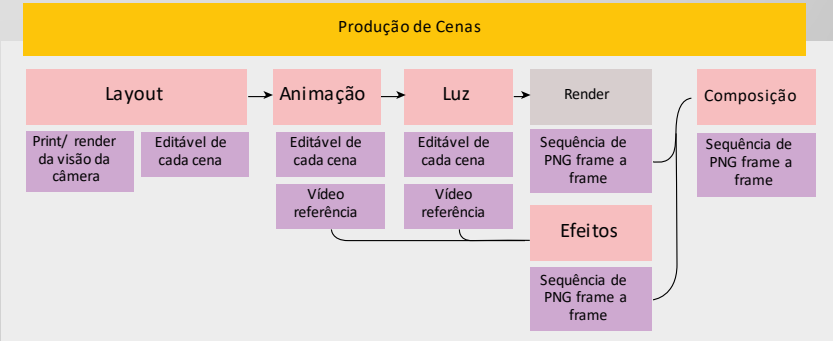 Produção de Cenas
Layout
Animação
Luz
Render
Composição
Print/ render
da visão da
câmera
Editável de
cada cena
Editável de
cada cena
Editável de
cada cena
Sequência de
PNG frame a
frame
Sequência de
PNG frame a
frame
Vídeo
referência
Vídeo
referência
Efeitos
Sequência de
PNG frame a
frame